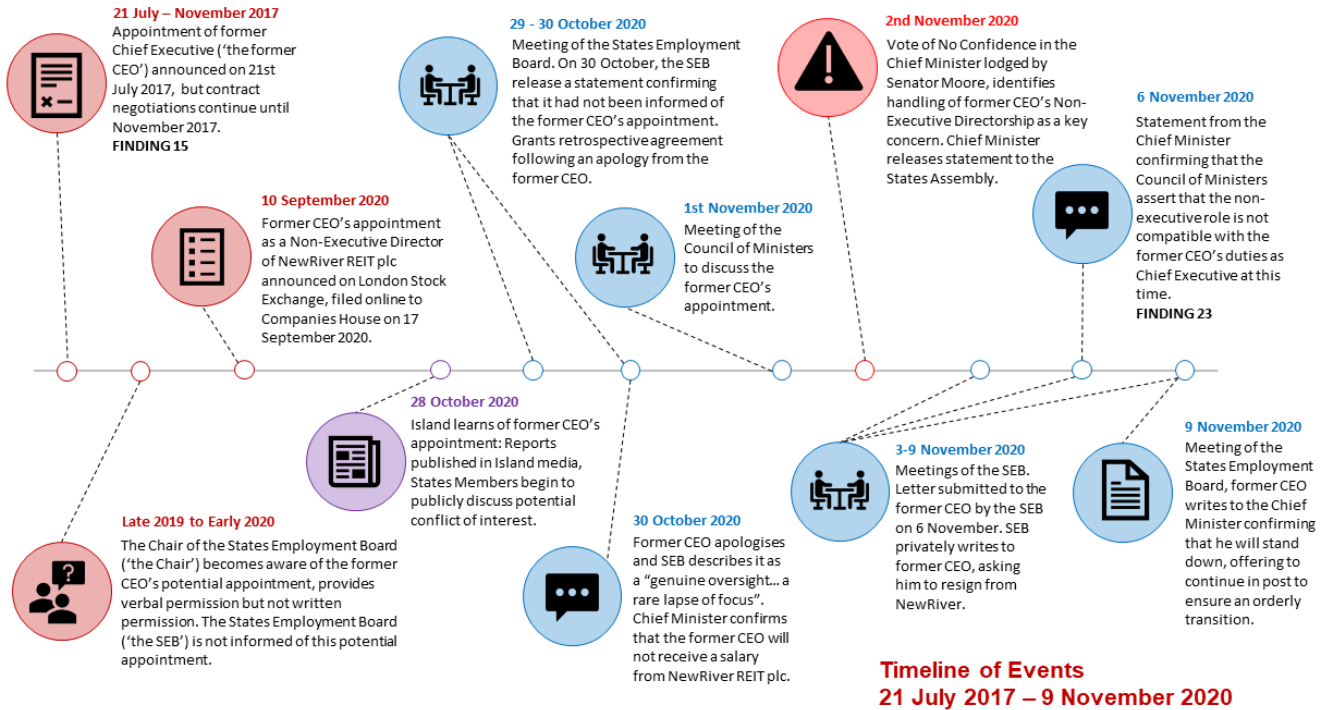 21 July – November 2017
Appointment of former
Chief Executive (‘the former
CEO’) announced on 21st
July 2017, but contract
negotiations continue until
November 2017.
FINDING 15
10 September 2020
Former CEO’s appointment
as a Non-Executive Director
of NewRiver REIT plc
announced on London Stock
Exchange, filed online to
Companies House on 17
September 2020.
29 - 30 October 2020
Meeting of the States Employment
Board. On 30 October, the SEB
release a statement confirming
that it had not been informed of
the former CEO’s appointment.
Grants retrospective agreement
following an apology from the
former CEO.
1st November 2020
Meeting of the
Council of Ministers
to discuss the
former CEO’s
appointment.
2nd November 2020
Vote of No Confidence in the
Chief Minister lodged by
Senator Moore, identifies
handling of former CEO’s Non-
Executive Directorship as a key
concern. Chief Minister
releases statement to the
States Assembly.
6 November 2020
Statement from the
Chief Minister
confirming that the
Council of Ministers
assert that the non-
executive role is not
compatible with the
former CEO’s duties as
Chief Executive at this
time.
FINDING 23
Late 2019 to Early 2020
The Chair of the States Employment Board
(‘the Chair’) becomes aware of the former
CEO’s potential appointment, provides
verbal permission but not written
permission. The States Employment Board
(‘the SEB’) is not informed of this potential
appointment.
28 October 2020
Island learns of former CEO’s
appointment: Reports
published in Island media,
States Members begin to
publicly discuss potential
conflict of interest.
30 October 2020
Former CEO apologises
and SEB describes it as
a “genuine oversight... a
rare lapse of focus”.
Chief Minister confirms
that the former CEO will
not receive a salary
from NewRiver REIT plc.
3-9 November 2020
Meetings of the SEB.
Letter submitted to the
former CEO by the SEB
on 6 November. SEB
privately writes to
former CEO, asking
him to resign from
NewRiver.
9 November 2020
Meeting of the
States Employment
Board, former CEO
writes to the Chief
Minister confirming
that he will stand
down, offering to
continue in post to
ensure an orderly
transition.
Timeline of Events
21 July 2017 – 9 November 2020